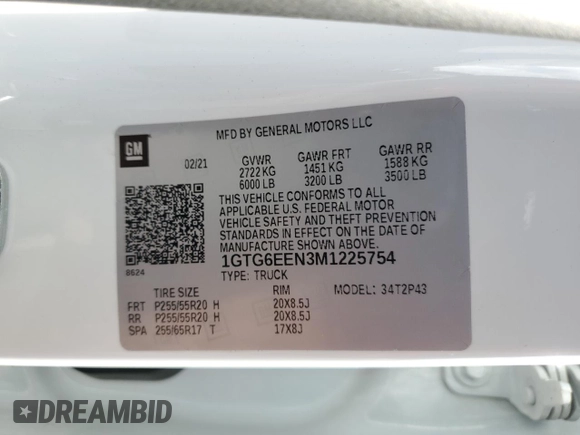 MFD BY GENERAL MOTORS LLC
GM
02/21 GVWR GAWR FRT GAWR RR
2722 KG 1451 KG 1588 KG
6000 LB 3200 LB 3500 LB
THIS VEHICLE CONFORMS TO ALL
APPLICABLE U.S. FEDERAL MOTOR
VEHICLE SAFETY AND THEFT PREVENTION
STANDARDS IN EFFECT ON THE DATE OF
MANUFACTURE SHOWN ABOVE.
8624 1GTG6EEN3M1225754
TYPE: TRUCK
TIRE SIZE RIM MODEL: 34T2P43
FRT P255/55R20 H 20X8.5J
RR P255/55R20 H 20X8.5J
SPA 255/65R17 T 17X8J
DREAMBID